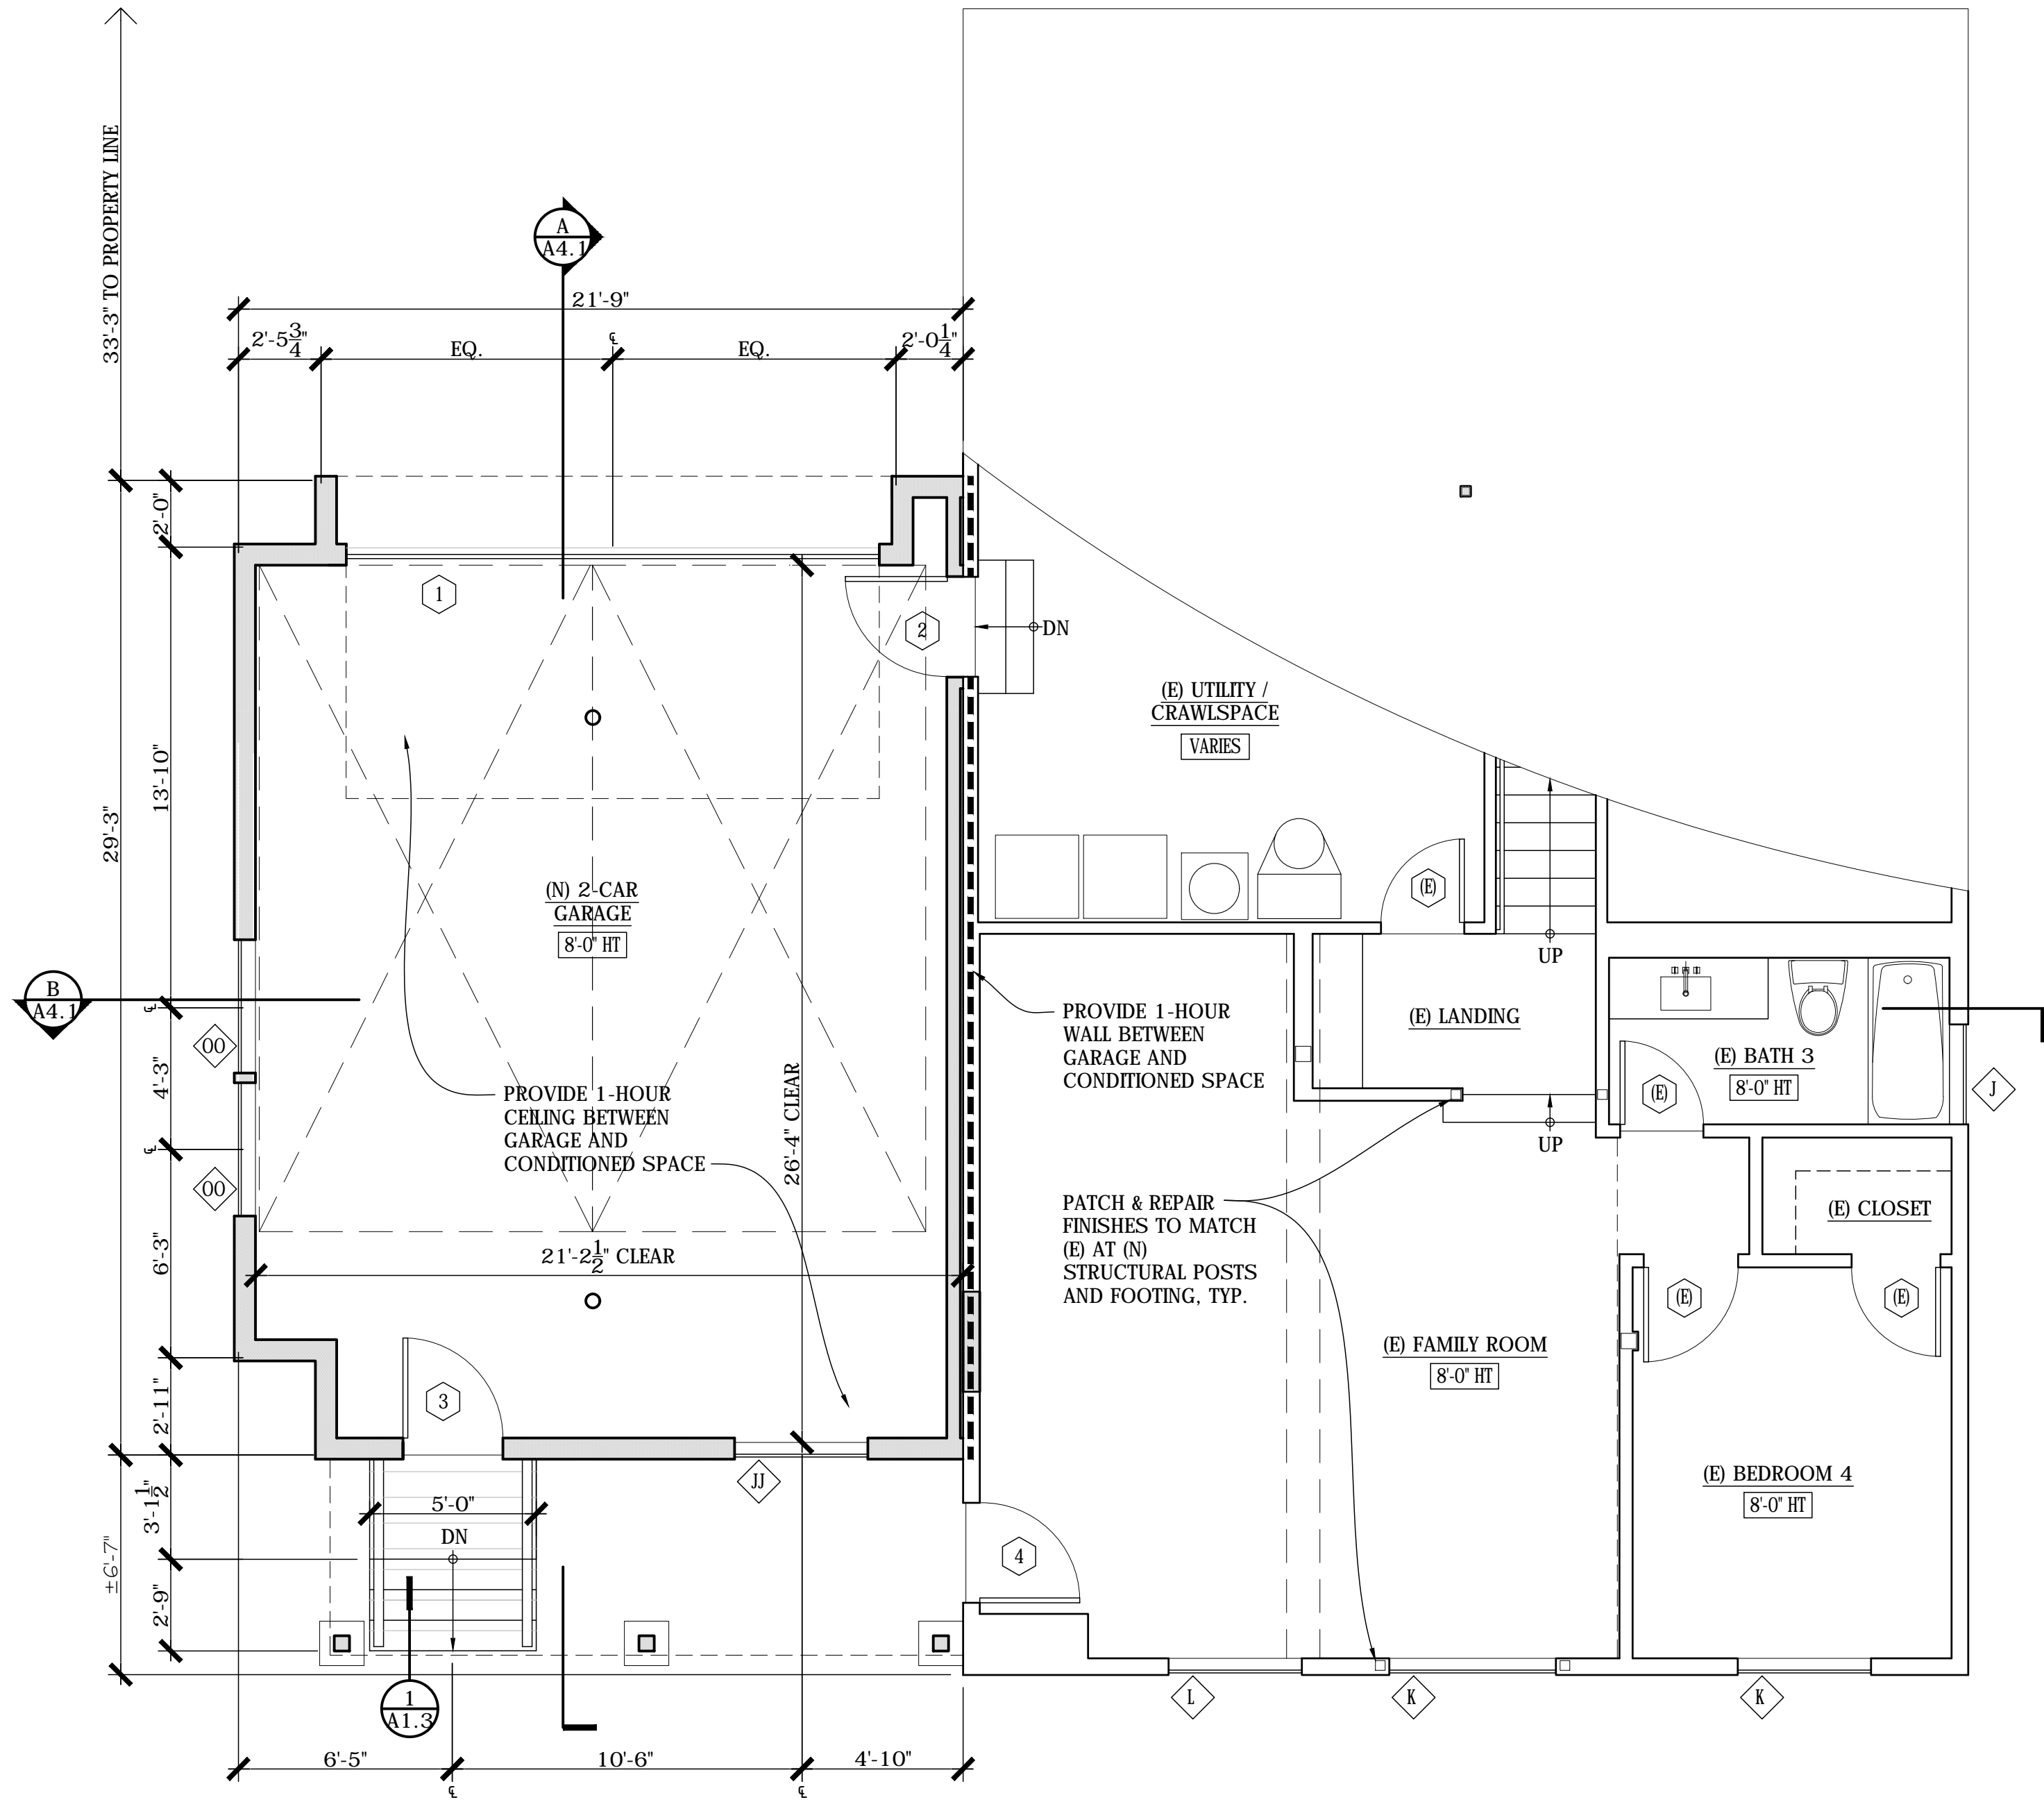 33'-3" TO PROPERTY LINE
A
A4.1
21'-9"
2'-5 3/4"
EQ.
℄
EQ.
2'-0 1/4"
2'-0"
13'-10"
29'-3"
1
2
DN
(E) UTILITY /
CRAWLSPACE
VARIES
(N) 2-CAR
GARAGE
8'-0" HT
(E)
UP
B
A4.1
℄
OO
4'-3"
℄
OO
6'-3"
2'-11"
3'-1 1/2"
2'-9"
±6'-7"
PROVIDE 1-HOUR
CEILING BETWEEN
GARAGE AND
CONDITIONED SPACE
26'-4" CLEAR
21'-2 1/2" CLEAR
PROVIDE 1-HOUR
WALL BETWEEN
GARAGE AND
CONDITIONED SPACE
(E) LANDING
UP
(E) BATH 3
8'-0" HT
(E)
J
PATCH & REPAIR
FINISHES TO MATCH
(E) AT (N)
STRUCTURAL POSTS
AND FOOTING, TYP.
(E) CLOSET
(E)
(E)
(E) FAMILY ROOM
8'-0" HT
(E) BEDROOM 4
8'-0" HT
3
JJ
5'-0"
DN
4
1
A1.3
L
K
K
6'-5"
10'-6"
4'-10"
℄
℄